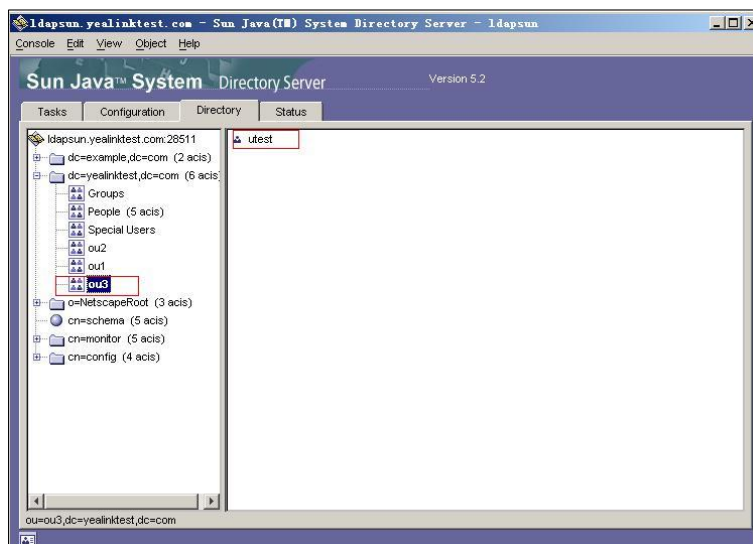 ldapsun.yealinktest.com - Sun Java(TM) System Directory Server - ldapsun
Console Edit View Object Help
Sun Java™ System Directory Server
Version 5.2
Tasks Configuration Directory Status
ldapsun.yealinktest.com:28511
dc=example,dc=com (2 acis)
dc=yealinktest,dc=com (6 acis
Groups
People (5 acis)
Special Users
ou2
ou1
ou3
o=NetscapeRoot (3 acis)
cn=schema (5 acis)
cn=monitor (5 acis)
cn=config (4 acis)
utest
ou=ou3,dc=yealinktest,dc=com